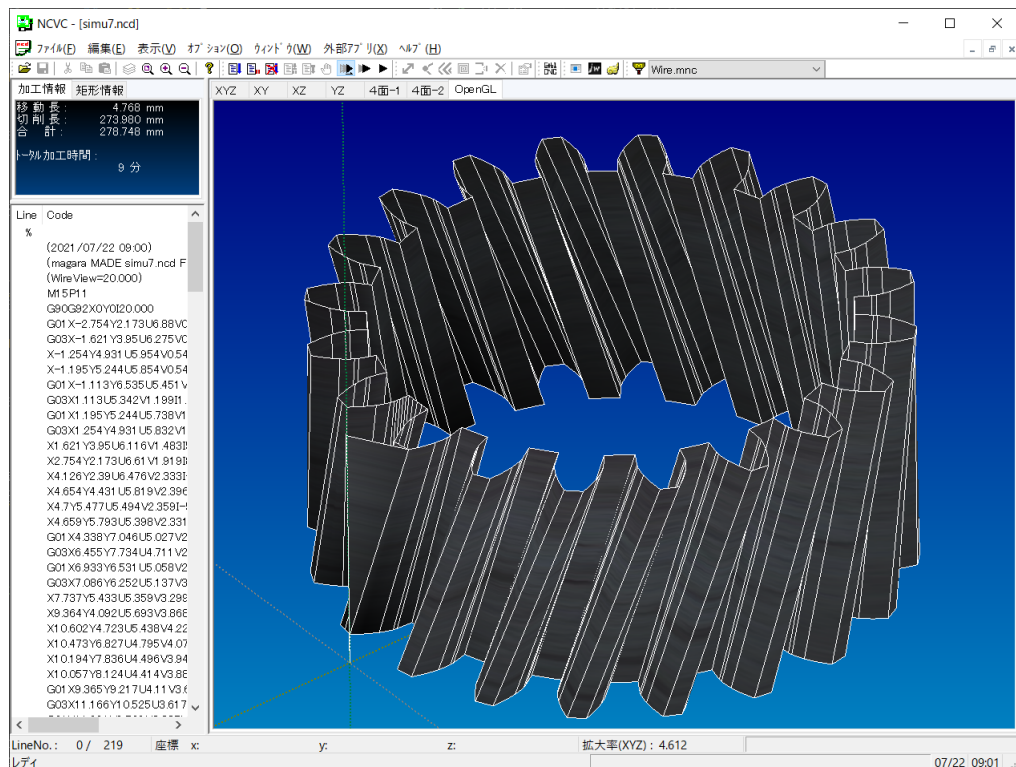 NCVC - [simu7.ncd]
ファイル(F) 編集(E) 表示(V) オプション(O) ウィンドウ(W) 外部アプリ(X) ヘルプ(H)
Wire.mnc
加工情報 矩形情報
XYZ XY XZ YZ 4面-1 4面-2 OpenGL
移動長: 4.768 mm
切削長: 273.980 mm
合 計: 278.748 mm
トータル加工時間:
9 分
Line Code
%
(2021/07/22 09:00)
(magara MADE simu7.ncd F
(WireView=20.000)
M15P11
G90G92X0Y0I20.000
G01X-2.754Y2.173U6.88V0
G03X-1.621Y3.95U6.275V0
X-1.254Y4.931U5.954V0.54
X-1.195Y5.244U5.854V0.54
G01X-1.113Y6.535U5.451V
G03X1.113U5.342V1.199I1.
G01X1.195Y5.244U5.738V1
G03X1.254Y4.931U5.832V1
X1.621Y3.95U6.116V1.483I
X2.754Y2.173U6.61V1.919I
X4.126Y2.39U6.476V2.333I
X4.654Y4.431U5.819V2.396
X4.7Y5.477U5.494V2.359I-
X4.659Y5.793U5.398V2.331
G01X4.338Y7.046U5.027V2
G03X6.455Y7.734U4.711V2
G01X6.933Y6.531U5.058V2
G03X7.086Y6.252U5.137V3
X7.737Y5.433U5.359V3.299
X9.364Y4.092U5.693V3.868
X10.602Y4.723U5.438V4.22
X10.473Y6.827U4.795V4.07
X10.194Y7.836U4.496V3.94
X10.057Y8.124U4.414V3.88
G01X9.365Y9.217U4.11V3.6
G03X11.166Y10.525U3.617
LineNo.: 0/ 219 座標 x: y: z: 拡大率(XYZ) : 4.612
レディ 07/22 09:01